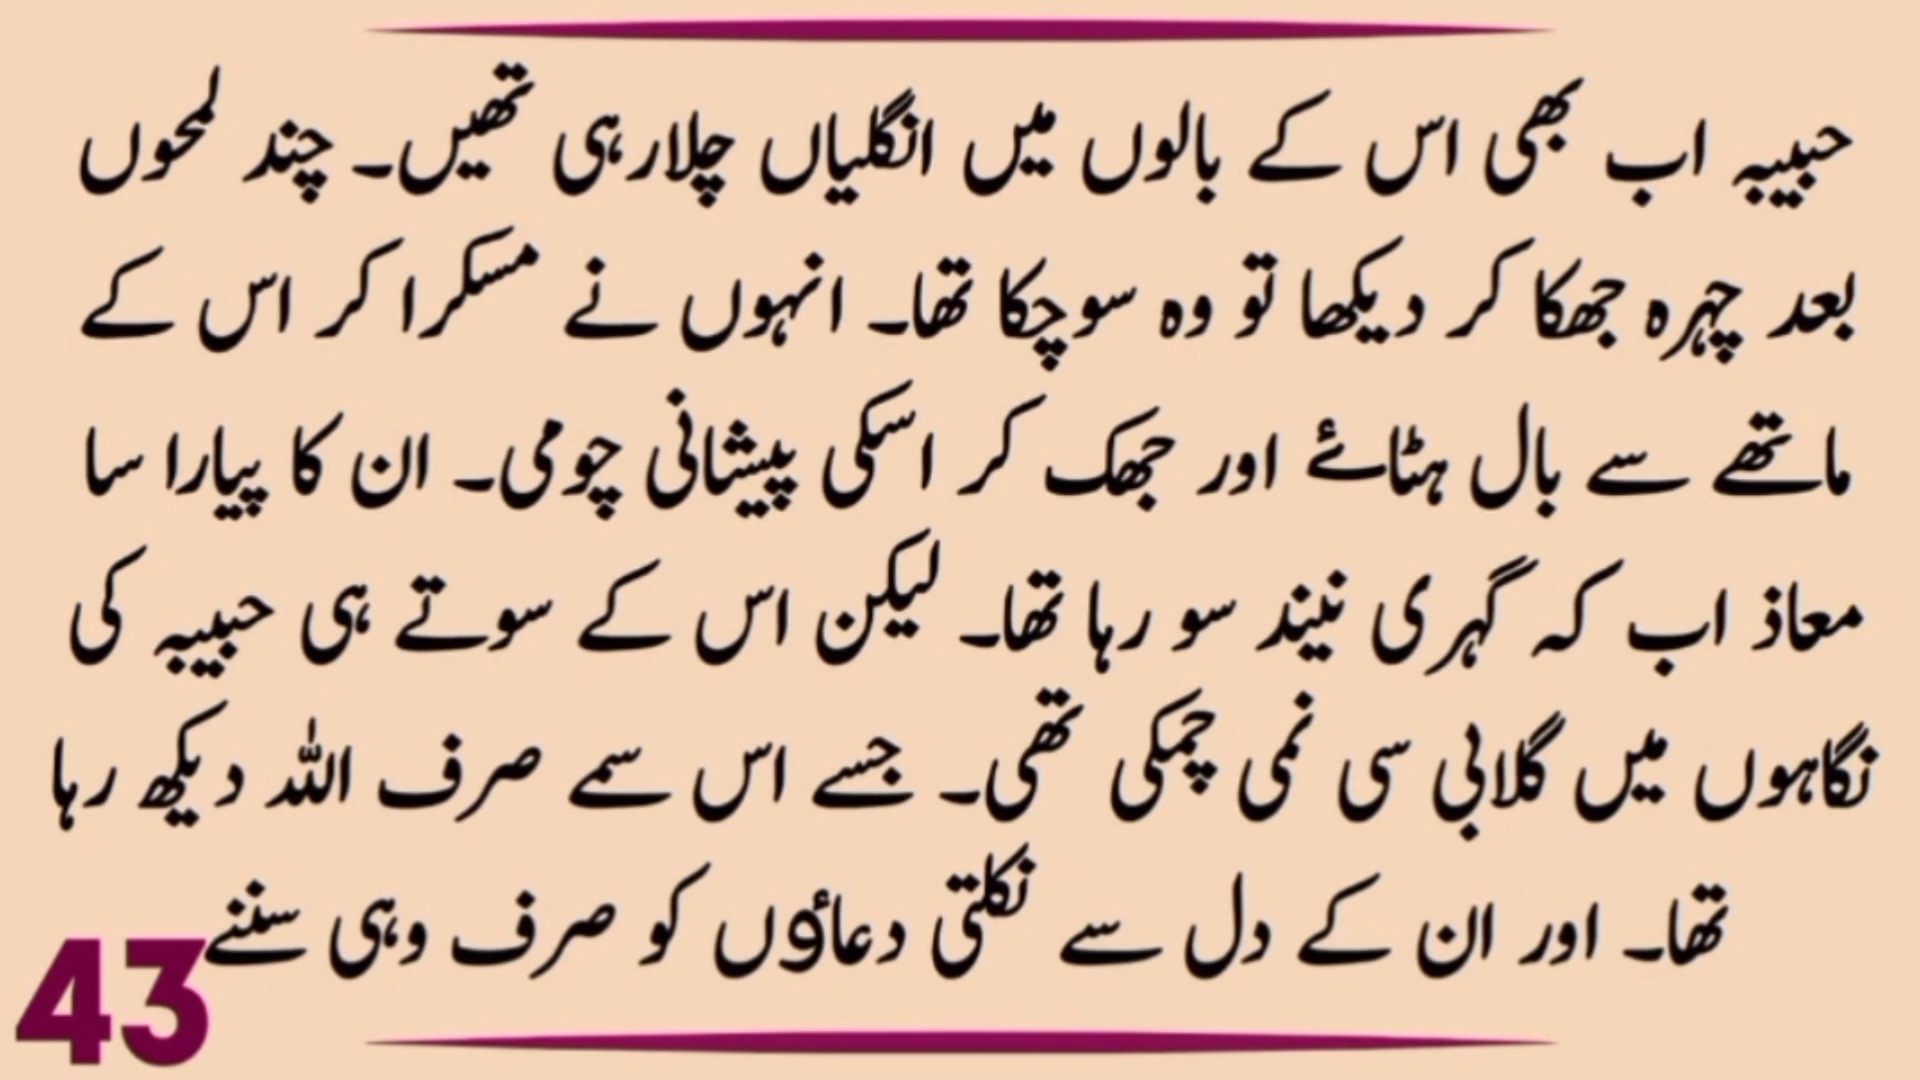 حبیبہ اب بھی اس کے بالوں میں انگلیاں چلارہی تھیں۔ چند لمحوں
بعد چہرہ جھکا کر دیکھا تو وہ سوچکا تھا۔ انہوں نے مسکرا کر اس کے
ماتھے سے بال ہٹائے اور جھک کر اسکی پیشانی چومی۔ ان کا پیارا سا
معاذ اب کہ گہری نیند سو رہا تھا۔ لیکن اس کے سوتے ہی حبیبہ کی
نگاہوں میں گلابی سی نمی چمکی تھی۔ جسے اس سمے صرف اللہ دیکھ رہا
تھا۔ اور ان کے دل سے نکلتی دعاؤں کو صرف وہی سننے
43